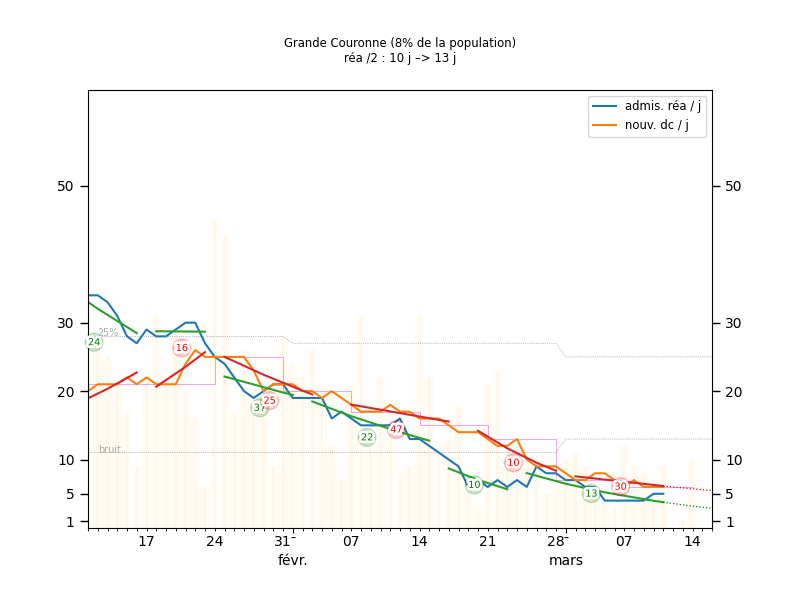 Grande Couronne (8% de la population)
réa /2 : 10 j –> 13 j
admis. réa / j
nouv. dc / j
50 50
30 30
25%
24
16
20 20
37
25
22
47
bruit
10 10
10
10
13
30
5 5
1 1
17 24 31 07 14 21 28 07 14
févr. mars